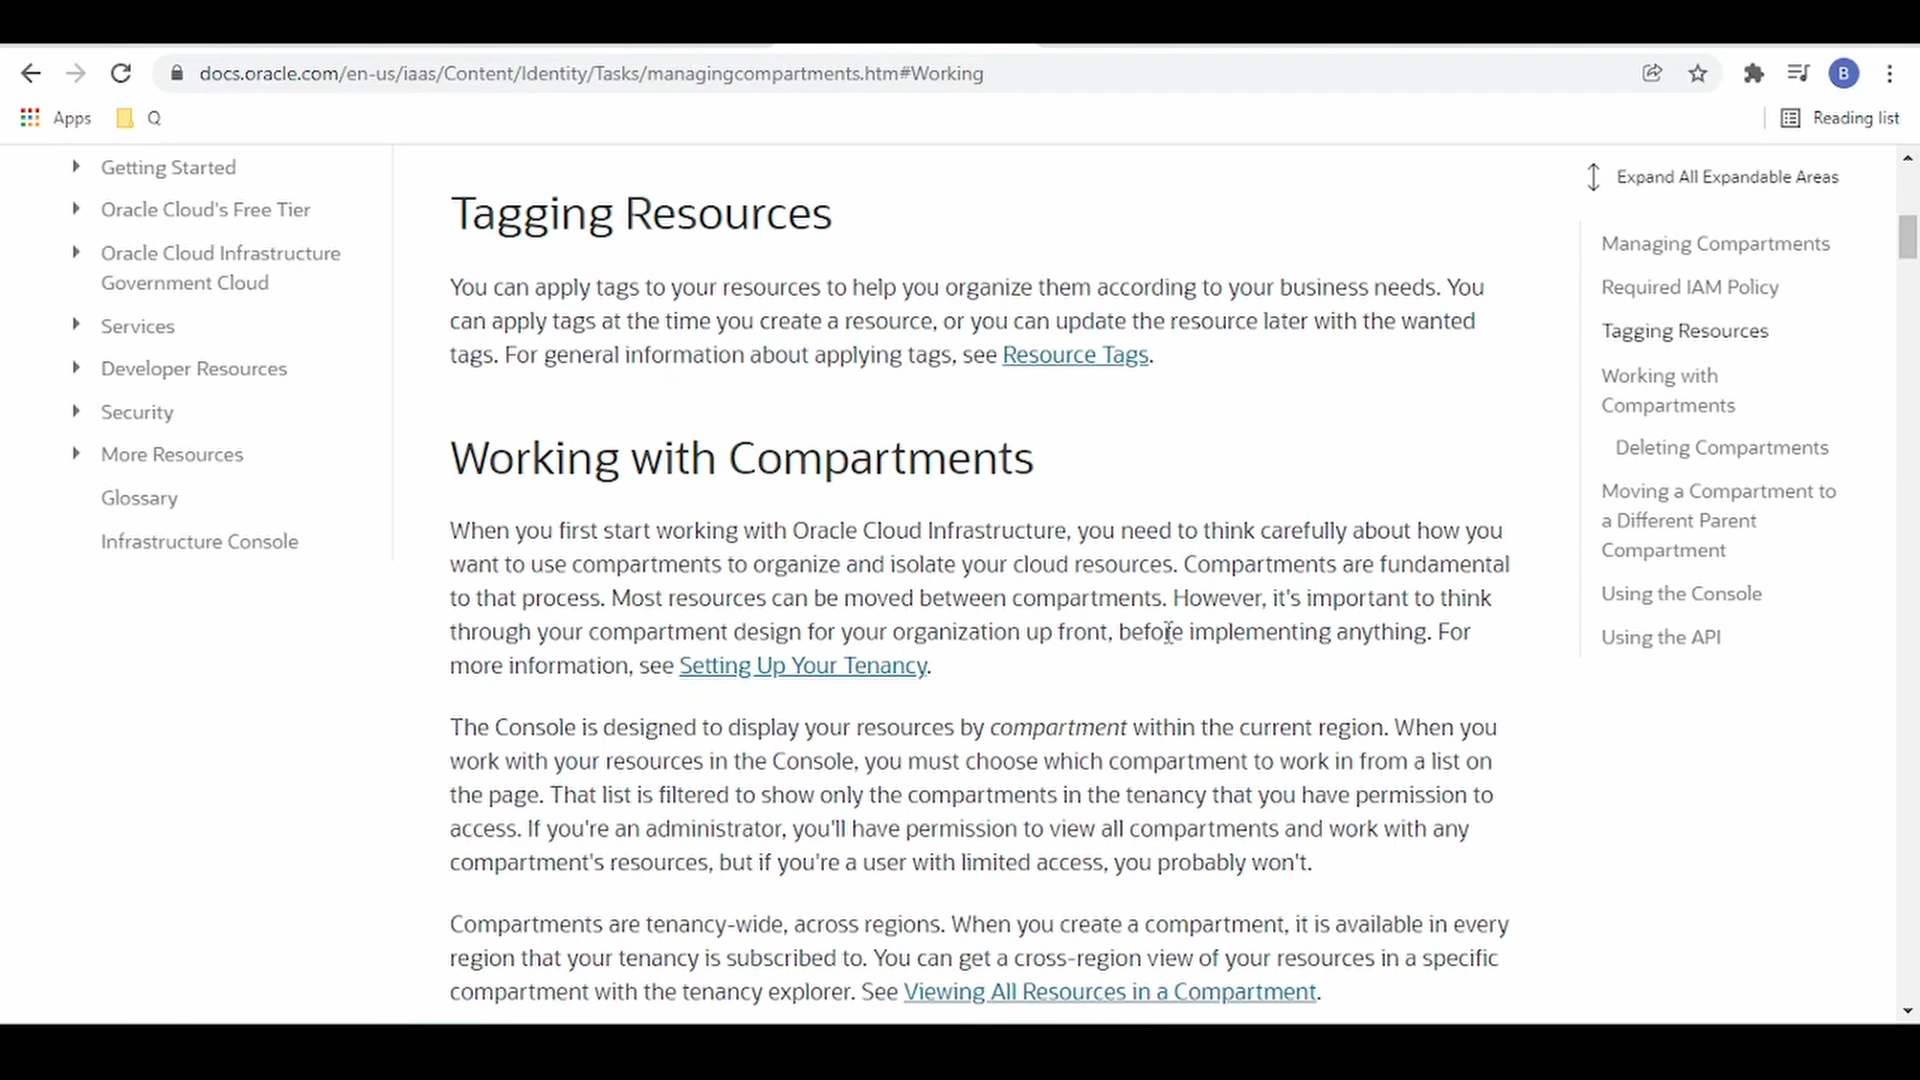 docs.oracle.com/en-us/iaas/Content/Identity/Tasks/managingcompartments.htm#Working
B
Apps
Q
Reading list
Getting Started
Oracle Cloud's Free Tier
Oracle Cloud Infrastructure
Government Cloud
Services
Developer Resources
Security
More Resources
Glossary
Infrastructure Console
Tagging Resources
You can apply tags to your resources to help you organize them according to your business needs. You
can apply tags at the time you create a resource, or you can update the resource later with the wanted
tags. For general information about applying tags, see Resource Tags.
Working with Compartments
When you first start working with Oracle Cloud Infrastructure, you need to think carefully about how you
want to use compartments to organize and isolate your cloud resources. Compartments are fundamental
to that process. Most resources can be moved between compartments. However, it's important to think
through your compartment design for your organization up front, before implementing anything. For
more information, see Setting Up Your Tenancy.
The Console is designed to display your resources by compartment within the current region. When you
work with your resources in the Console, you must choose which compartment to work in from a list on
the page. That list is filtered to show only the compartments in the tenancy that you have permission to
access. If you're an administrator, you'll have permission to view all compartments and work with any
compartment's resources, but if you're a user with limited access, you probably won't.
Compartments are tenancy-wide, across regions. When you create a compartment, it is available in every
region that your tenancy is subscribed to. You can get a cross-region view of your resources in a specific
compartment with the tenancy explorer. See Viewing All Resources in a Compartment.
Expand All Expandable Areas
Managing Compartments
Required IAM Policy
Tagging Resources
Working with
Compartments
Deleting Compartments
Moving a Compartment to
a Different Parent
Compartment
Using the Console
Using the API